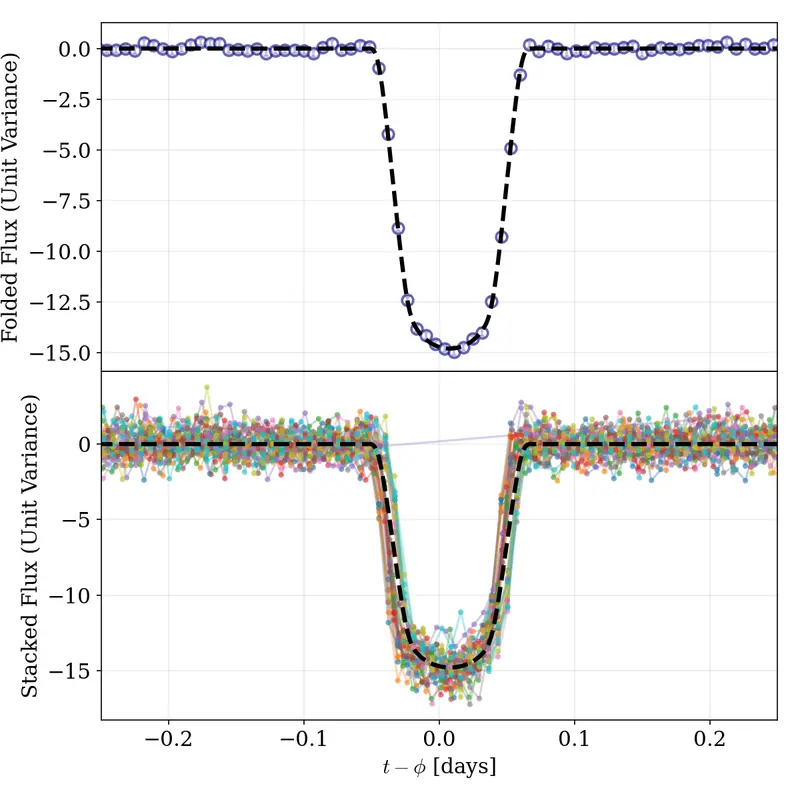 Folded Flux (Unit Variance)
0.0
−2.5
−5.0
−7.5
−10.0
−12.5
−15.0
Stacked Flux (Unit Variance)
0
−5
−10
−15
−0.2 −0.1 0.0 0.1 0.2
t − ϕ [days]